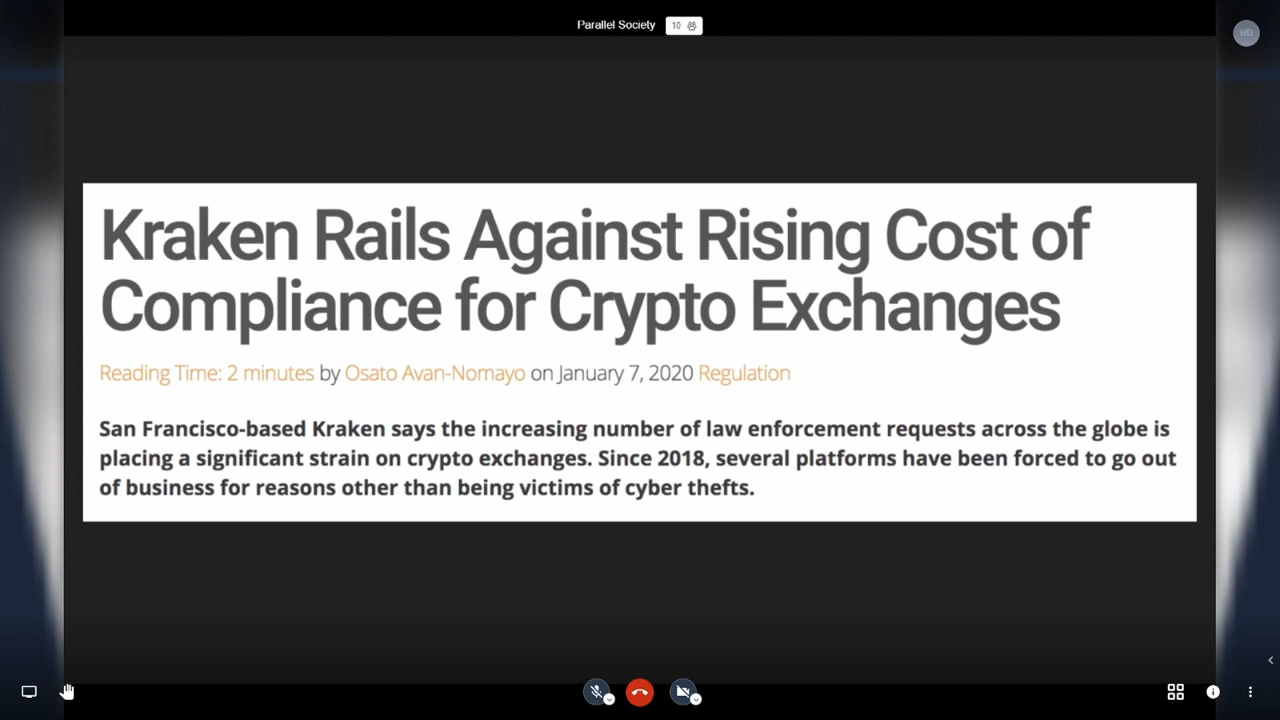 Parallel Society 10
HD
Kraken Rails Against Rising Cost of
Compliance for Crypto Exchanges
Reading Time: 2 minutes by Osato Avan-Nomayo on January 7, 2020 Regulation
San Francisco-based Kraken says the increasing number of law enforcement requests across the globe is
placing a significant strain on crypto exchanges. Since 2018, several platforms have been forced to go out
of business for reasons other than being victims of cyber thefts.